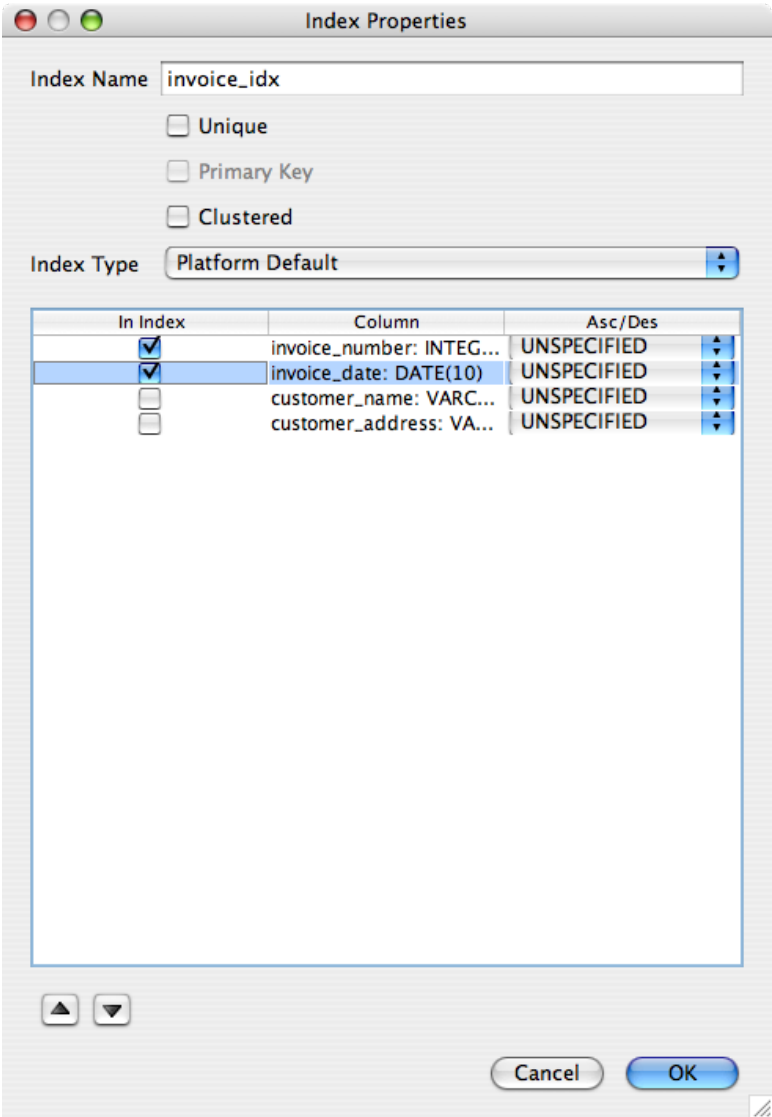 Index Properties
Index Name invoice_idx
Unique
Primary Key
Clustered
Index Type Platform Default
In Index Column Asc/Des
invoice_number: INTEG... UNSPECIFIED
invoice_date: DATE(10) UNSPECIFIED
customer_name: VARC... UNSPECIFIED
customer_address: VA... UNSPECIFIED
Cancel OK